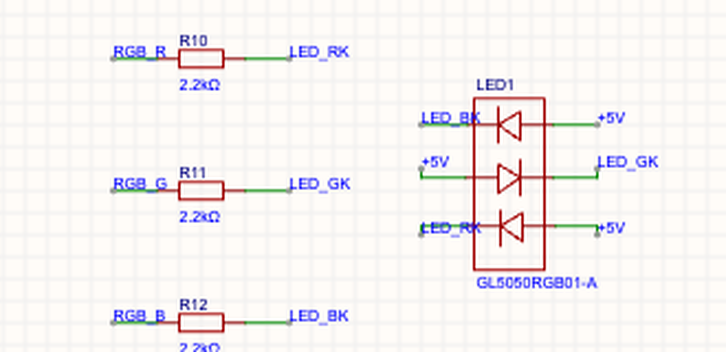 R10
RGB_R
LED_RK
2.2kΩ
LED1
LED_BK
+5V
+5V
LED_GK
R11
RGB_G
LED_GK
2.2kΩ
LED_RK
+5V
GL5050RGB01-A
R12
RGB_B
LED_BK
2.2kΩ